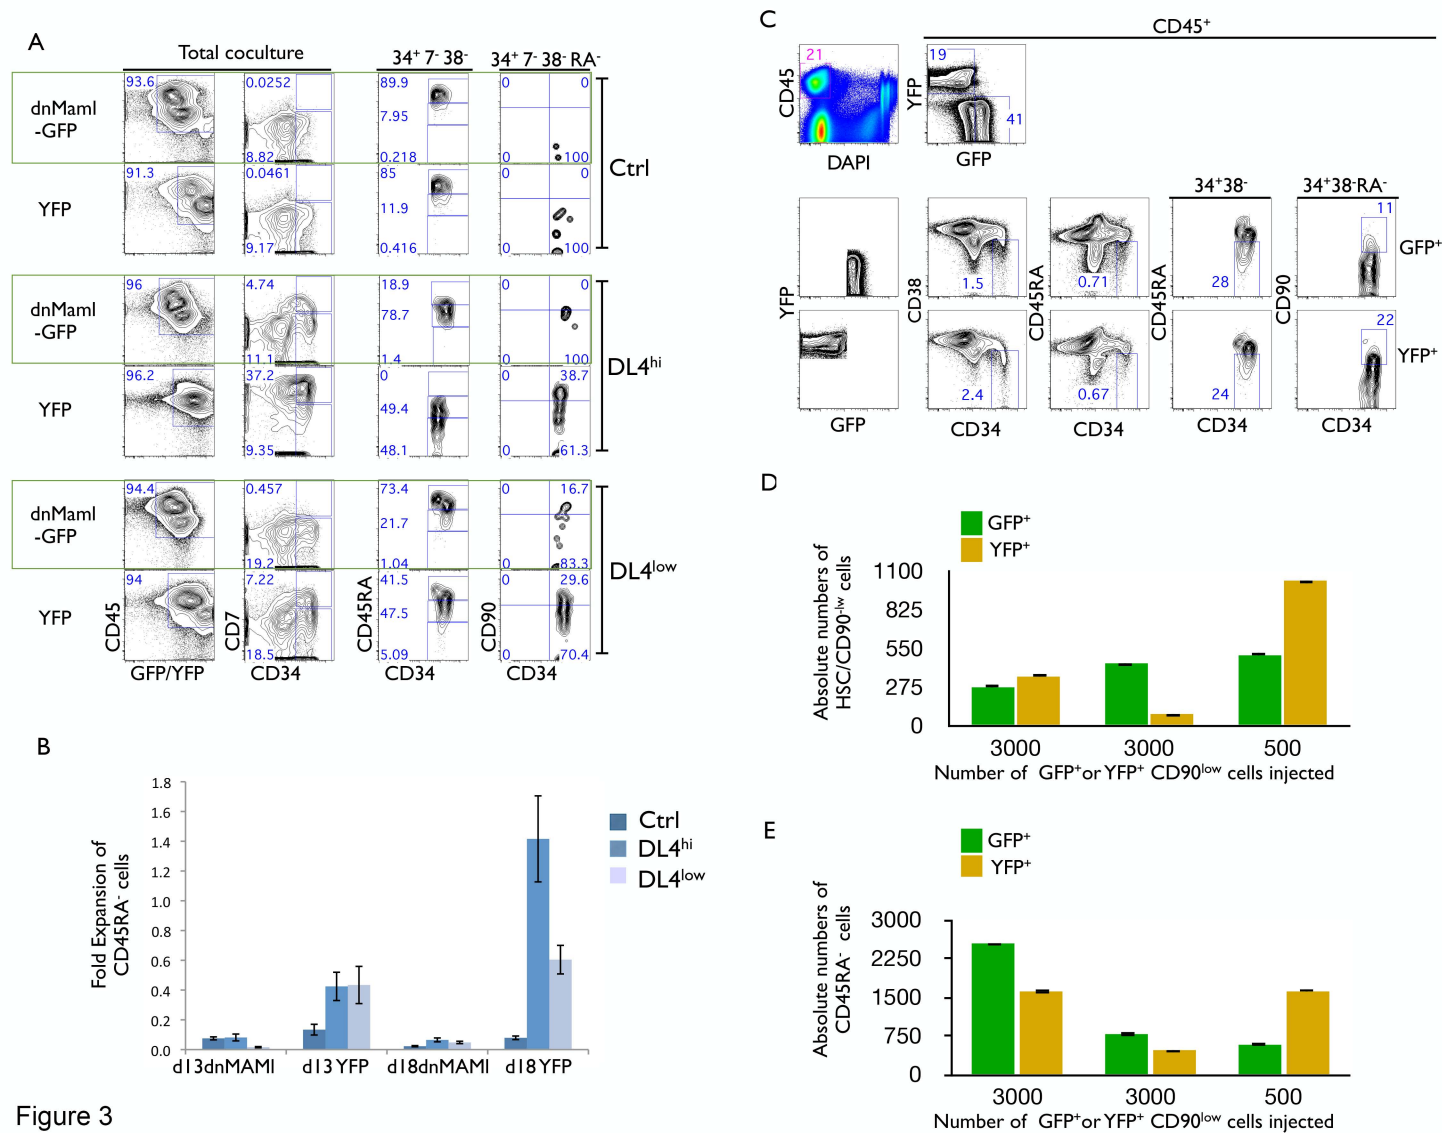 A
Total coculture
34+ 7- 38-
34+ 7- 38- RA-
dnMaml
-GFP
93.6
0.0252
8.82
89.9
7.95
0.218
0
0
0
100
YFP
91.3
0.0461
9.17
85
11.9
0.416
0
0
0
100
Ctrl
dnMaml
-GFP
96
4.74
11.1
18.9
78.7
1.4
0
0
0
100
YFP
96.2
37.2
9.35
0
49.4
48.1
0
38.7
0
61.3
DL4hi
dnMaml
-GFP
94.4
0.457
19.2
73.4
21.7
1.04
0
16.7
0
83.3
YFP
94
7.22
18.5
41.5
47.5
5.09
0
29.6
0
70.4
DL4low
CD45
CD7
CD45RA
CD90
GFP/YFP
CD34
CD34
CD34
B
1.8
1.6
1.4
1.2
1.0
0.8
0.6
0.4
0.2
0.0
Fold Expansion of
CD45RA- cells
d13dnMAMl
d13YFP
d18dnMAMl
d18YFP
Ctrl
DL4hi
DL4low
Figure 3
C
CD45+
21
CD45
DAPI
19
41
YFP
GFP
34+38-
34+38-RA-
YFP
GFP
CD38
1.5
2.4
CD34
CD45RA
0.71
0.67
CD34
CD45RA
28
24
CD34
CD90
11
22
CD34
GFP+
YFP+
D
GFP+
YFP+
1100
825
550
275
0
Absolute numbers of
HSC/CD90-lw cells
3000
3000
500
Number of GFP+or YFP+ CD90low cells injected
E
GFP+
YFP+
3000
2250
1500
750
0
Absolute numbers of
CD45RA- cells
3000
3000
500
Number of GFP+or YFP+ CD90low cells injected